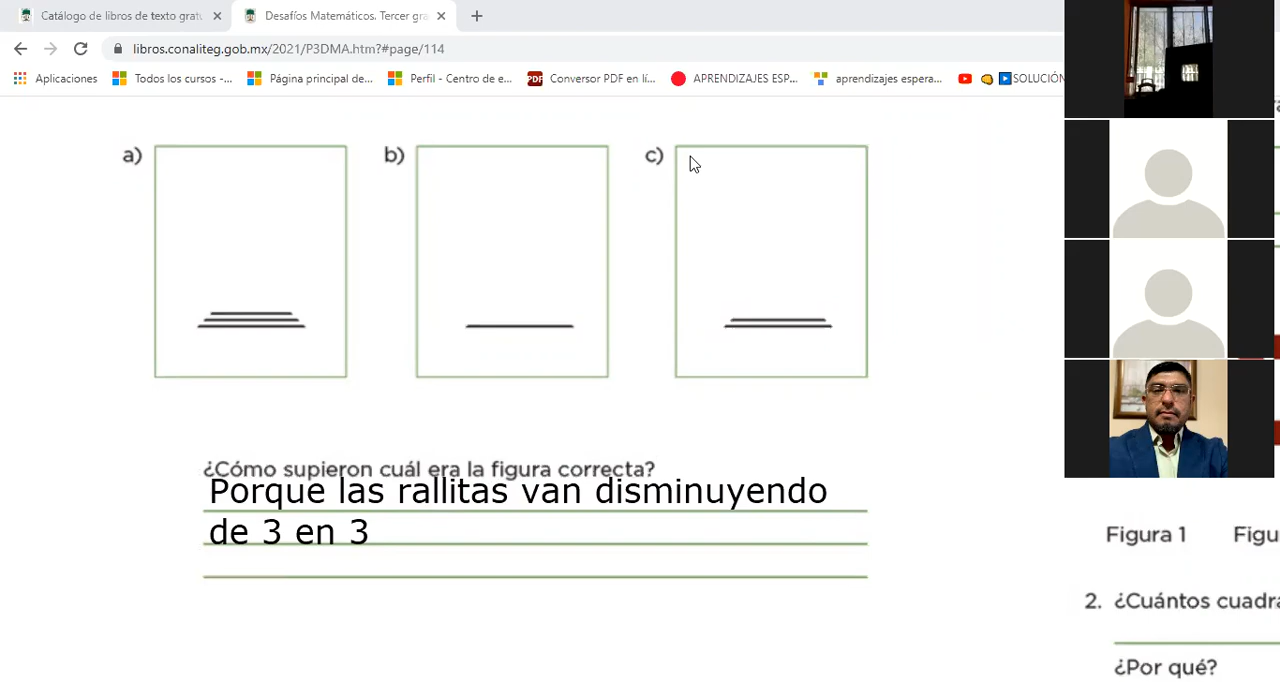 Catálogo de libros de texto gratu
Desafíos Matemáticos. Tercer gra
libros.conaliteg.gob.mx/2021/P3DMA.htm?#page/114
Aplicaciones
Todos los cursos -...
Página principal de...
Perfil - Centro de e...
PDF
Conversor PDF en lí...
APRENDIZAJES ESP...
aprendizajes espera...
SOLUCIÓN
a)
b)
c)
¿Cómo supieron cuál era la figura correcta?
Porque las rallitas van disminuyendo
de 3 en 3
Figura 1
Figu
2. ¿Cuántos cuadra
¿Por qué?